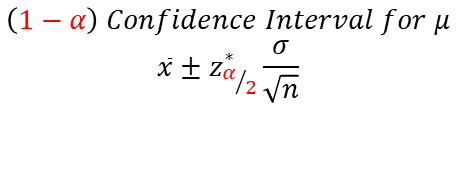 (1 − α) Confidence Interval for μ
x̄ ± z*α/2 σ/√n